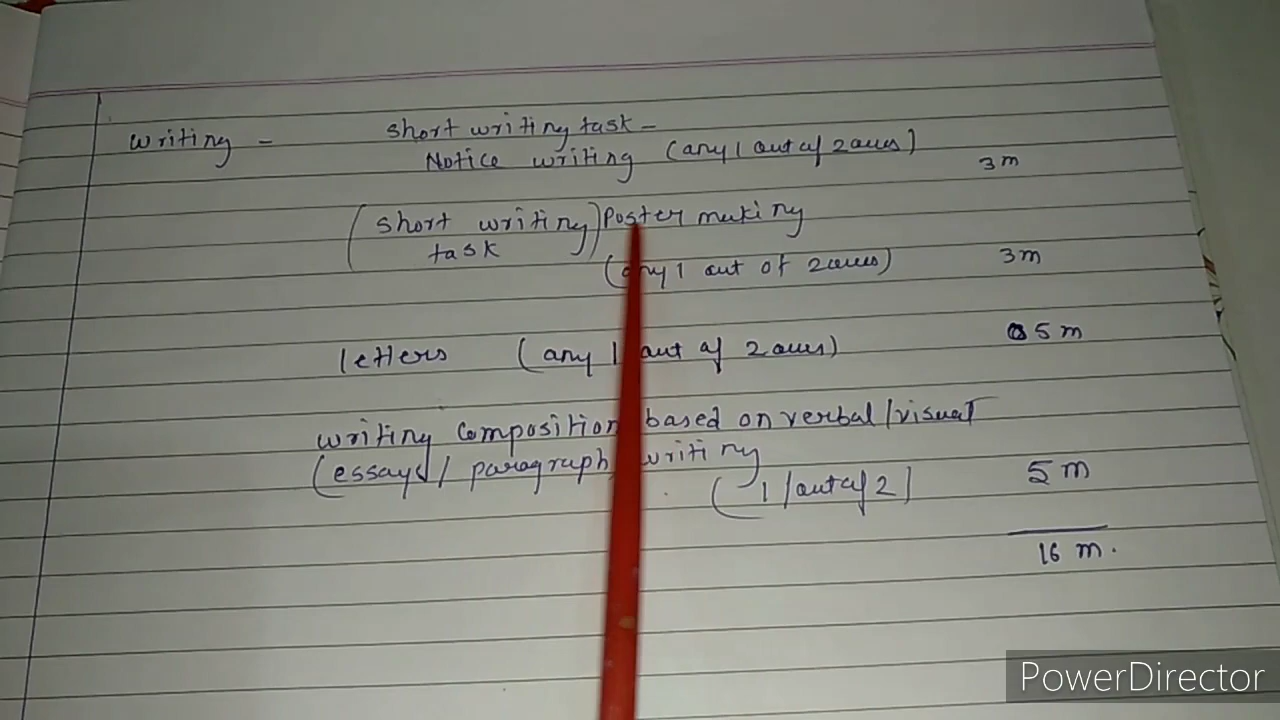 writing - short writing task -
Notice writing (any 1 out of 2 ques)
3 m
(short writing) Poster making
task
(any 1 out of 2 ques) 3 m
letters (any 1 out of 2 ques) 5 m
writing composition based on verbal / visual
(essays / paragraph writing
( 1 / out of 2 ) 5 m
16 m.
PowerDirector